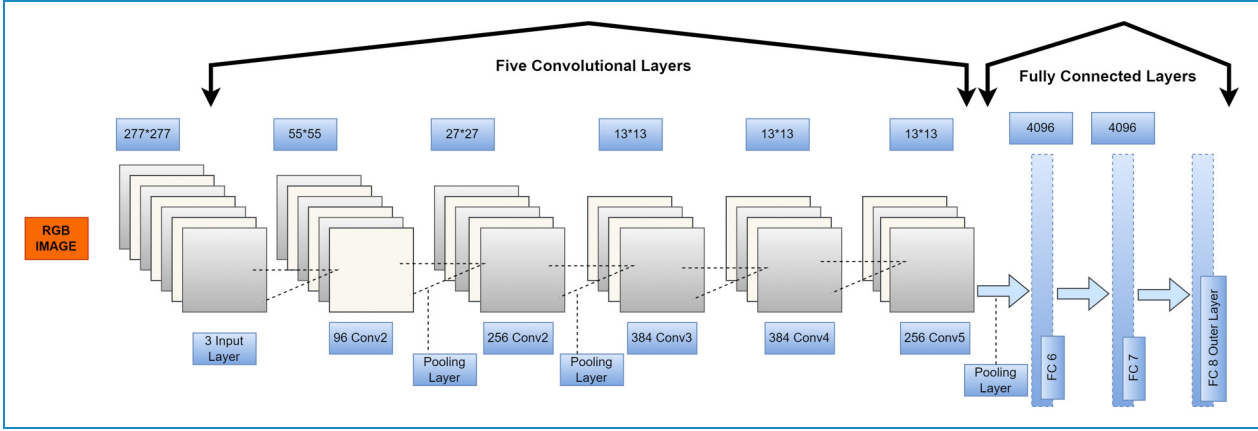 Five Convolutional Layers
Fully Connected Layers
277*277
55*55
27*27
13*13
13*13
13*13
4096
4096
RGB
IMAGE
3 Input
Layer
96 Conv2
256 Conv2
384 Conv3
384 Conv4
256 Conv5
Pooling
Layer
Pooling
Layer
Pooling
Layer
FC 6
FC 7
FC 8 Outer Layer